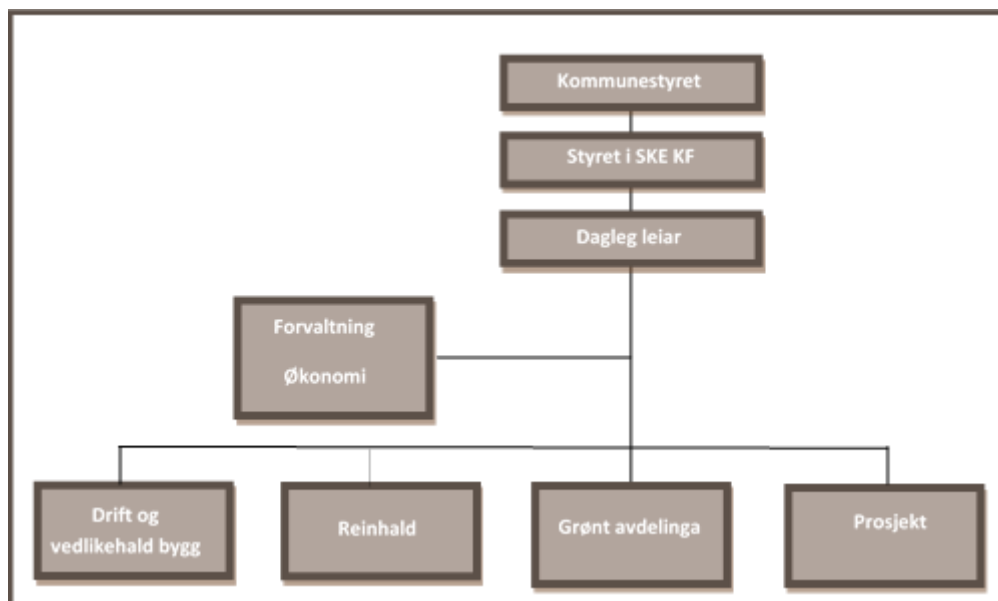 Kommunestyret
Styret i SKE KF
Dagleg leiar
Forvaltning
Økonomi
Drift og
vedlikehald bygg
Reinhald
Grønt avdelinga
Prosjekt